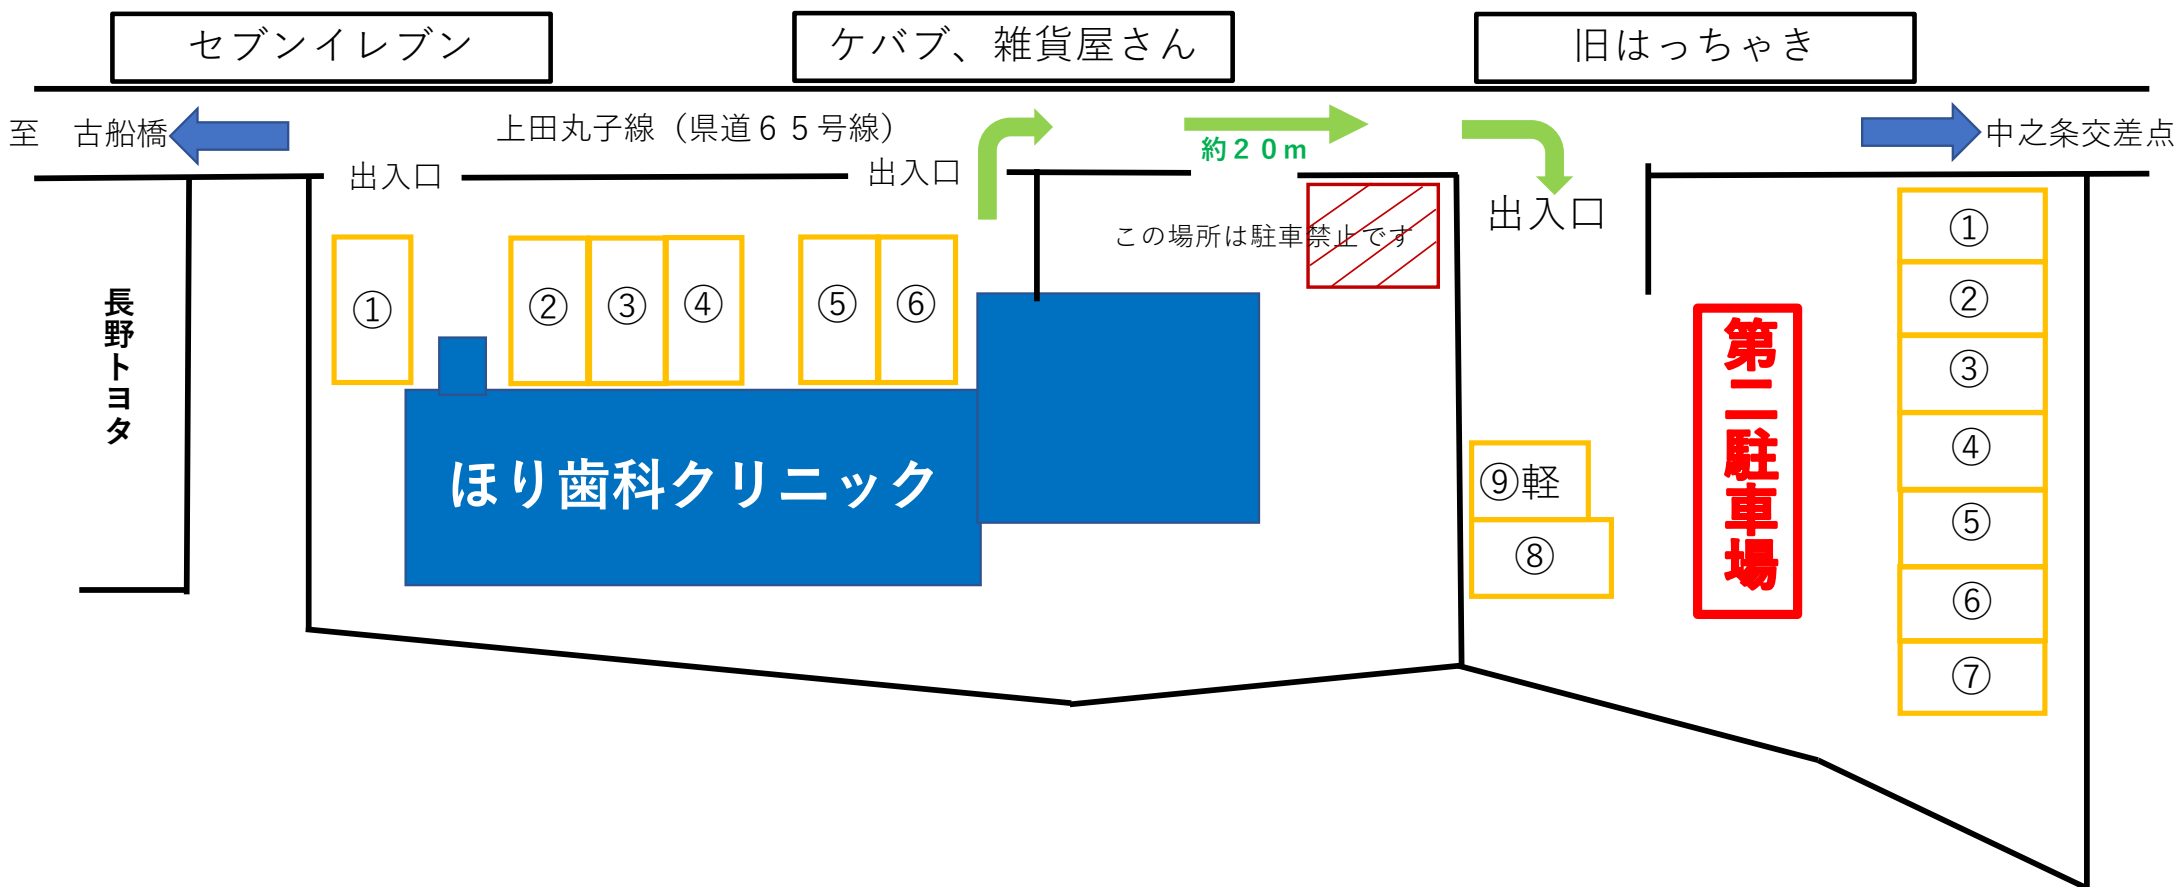 セブンイレブン
ケバブ、雑貨屋さん
旧はっちゃき
至　古船橋
上田丸子線（県道６５号線）
約２０ｍ
中之条交差点
出入口
出入口
出入口
この場所は駐車禁止です
長野トヨタ
①
②
③
④
⑤
⑥
ほり歯科クリニック
第二駐車場
⑨軽
⑧
①
②
③
④
⑤
⑥
⑦